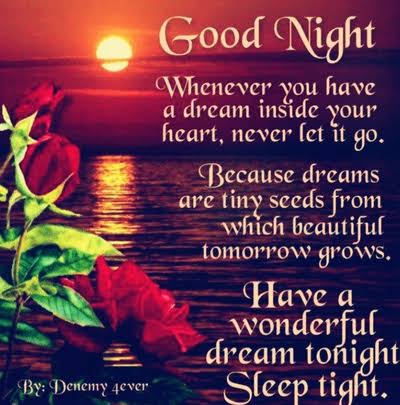 Good Night
Whenever you have
a dream inside your
heart, never let it go.
Because dreams
are tiny seeds from
which beautiful
tomorrow grows.
Have a
wonderful
dream tonight
Sleep tight.
By: Denemy 4ever